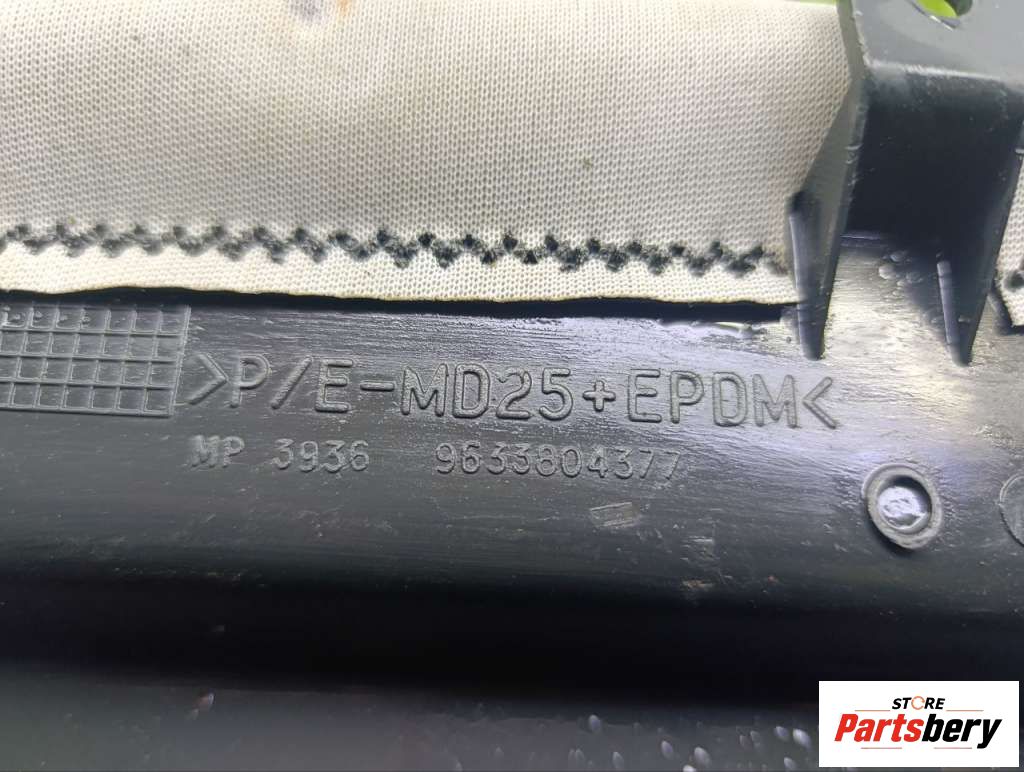 >P/E-MD25+EPDM<
MP 3936 9633804377
STORE
Partsbery